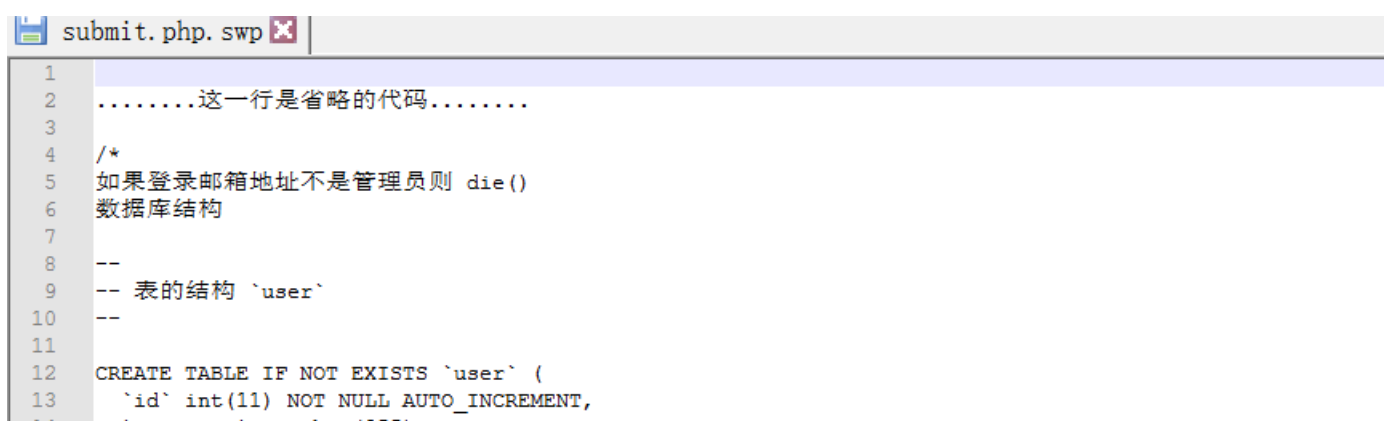 submit.php.swp
1
2 ........这一行是省略的代码........
3
4 /*
5 如果登录邮箱地址不是管理员则 die()
6 数据库结构
7
8 --
9 -- 表的结构 `user`
10 --
11
12 CREATE TABLE IF NOT EXISTS `user` (
13 `id` int(11) NOT NULL AUTO_INCREMENT,